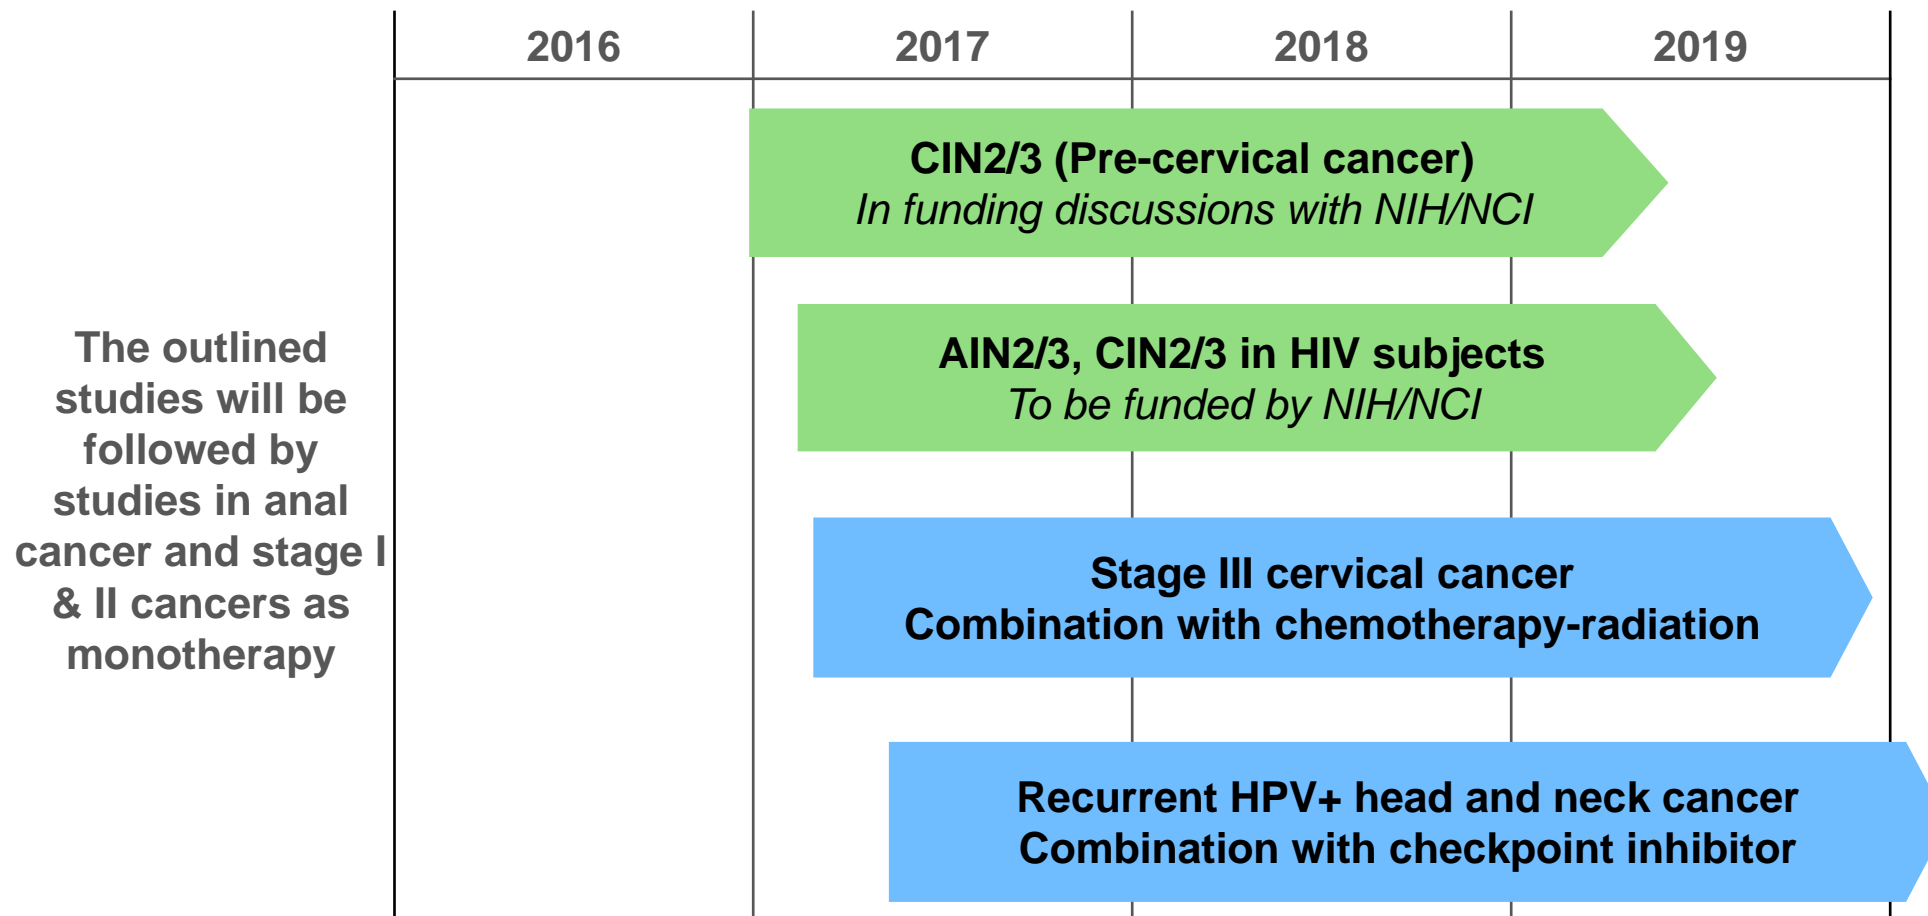 2016 2017 2018 2019
CIN2/3 (Pre-cervical cancer)
In funding discussions with NIH/NCI
AIN2/3, CIN2/3 in HIV subjects
To be funded by NIH/NCI
The outlined
studies will be
followed by
studies in anal
cancer and stage I
& II cancers as
monotherapy
Stage III cervical cancer
Combination with chemotherapy-radiation
Recurrent HPV+ head and neck cancer
Combination with checkpoint inhibitor